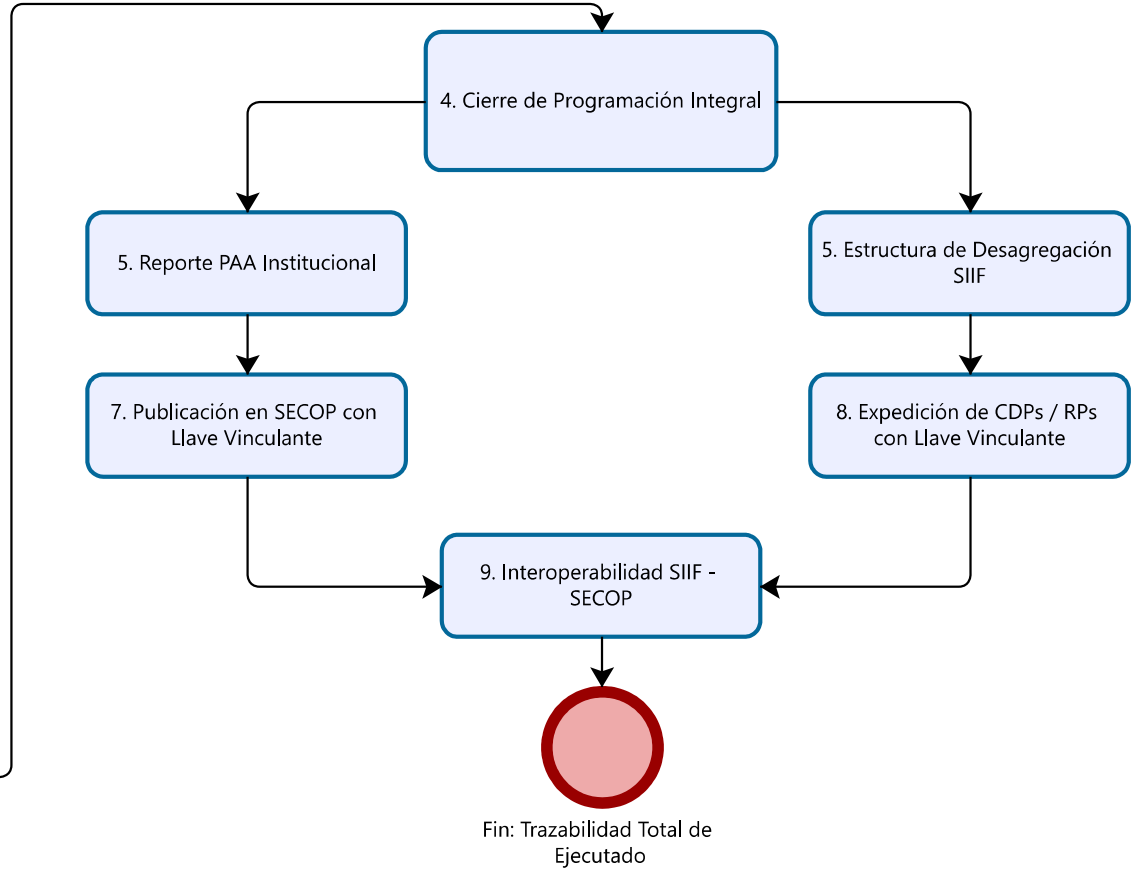 4. Cierre de Programación Integral
5. Reporte PAA Institucional
5. Estructura de Desagregación
SIIF
7. Publicación en SECOP con
Llave Vinculante
8. Expedición de CDPs / RPs
con Llave Vinculante
9. Interoperabilidad SIIF -
SECOP
Fin: Trazabilidad Total de
Ejecutado